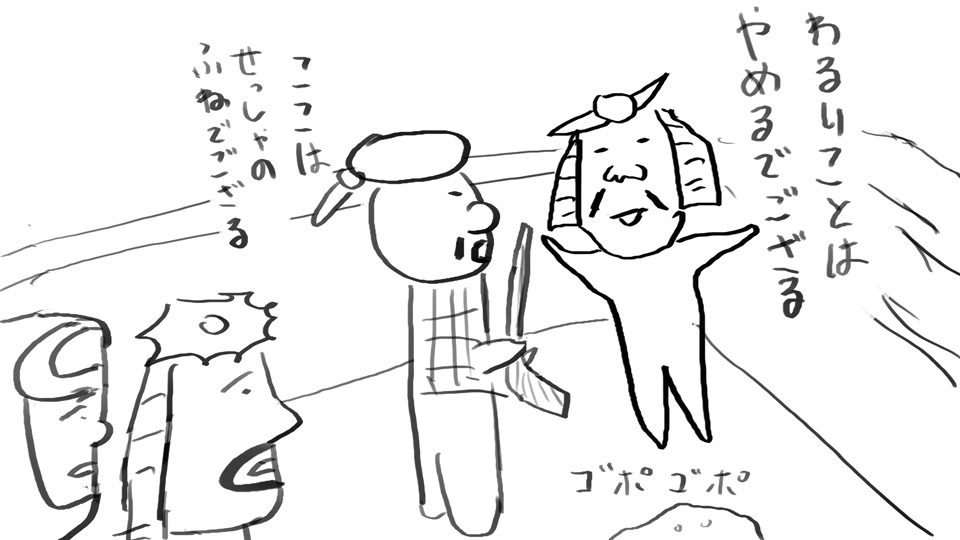 わるいことは
やめるでござる
ここは
せっしゃの
ふねでござる
ゴポゴポ